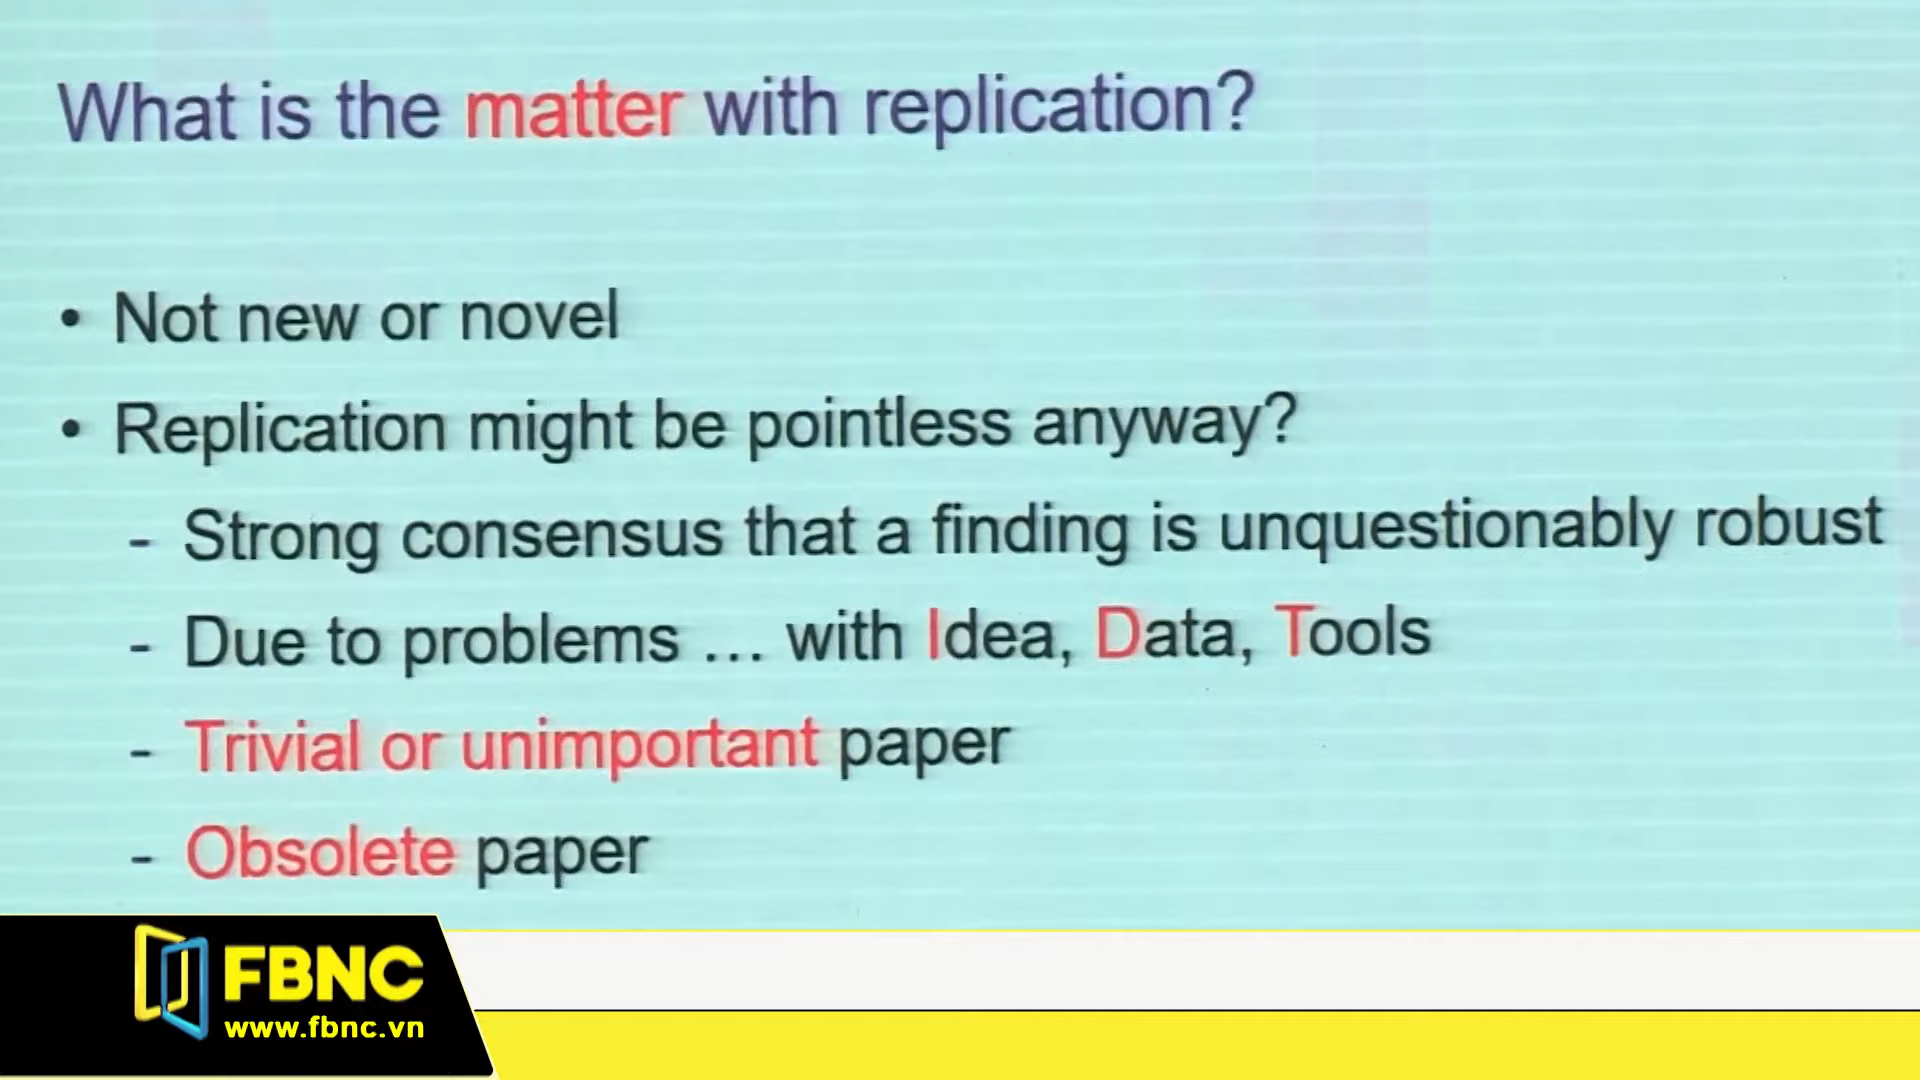 What is the matter with replication?
• Not new or novel
• Replication might be pointless anyway?
- Strong consensus that a finding is unquestionably robust
- Due to problems … with Idea, Data, Tools
- Trivial or unimportant paper
- Obsolete paper
FBNC
www.fbnc.vn